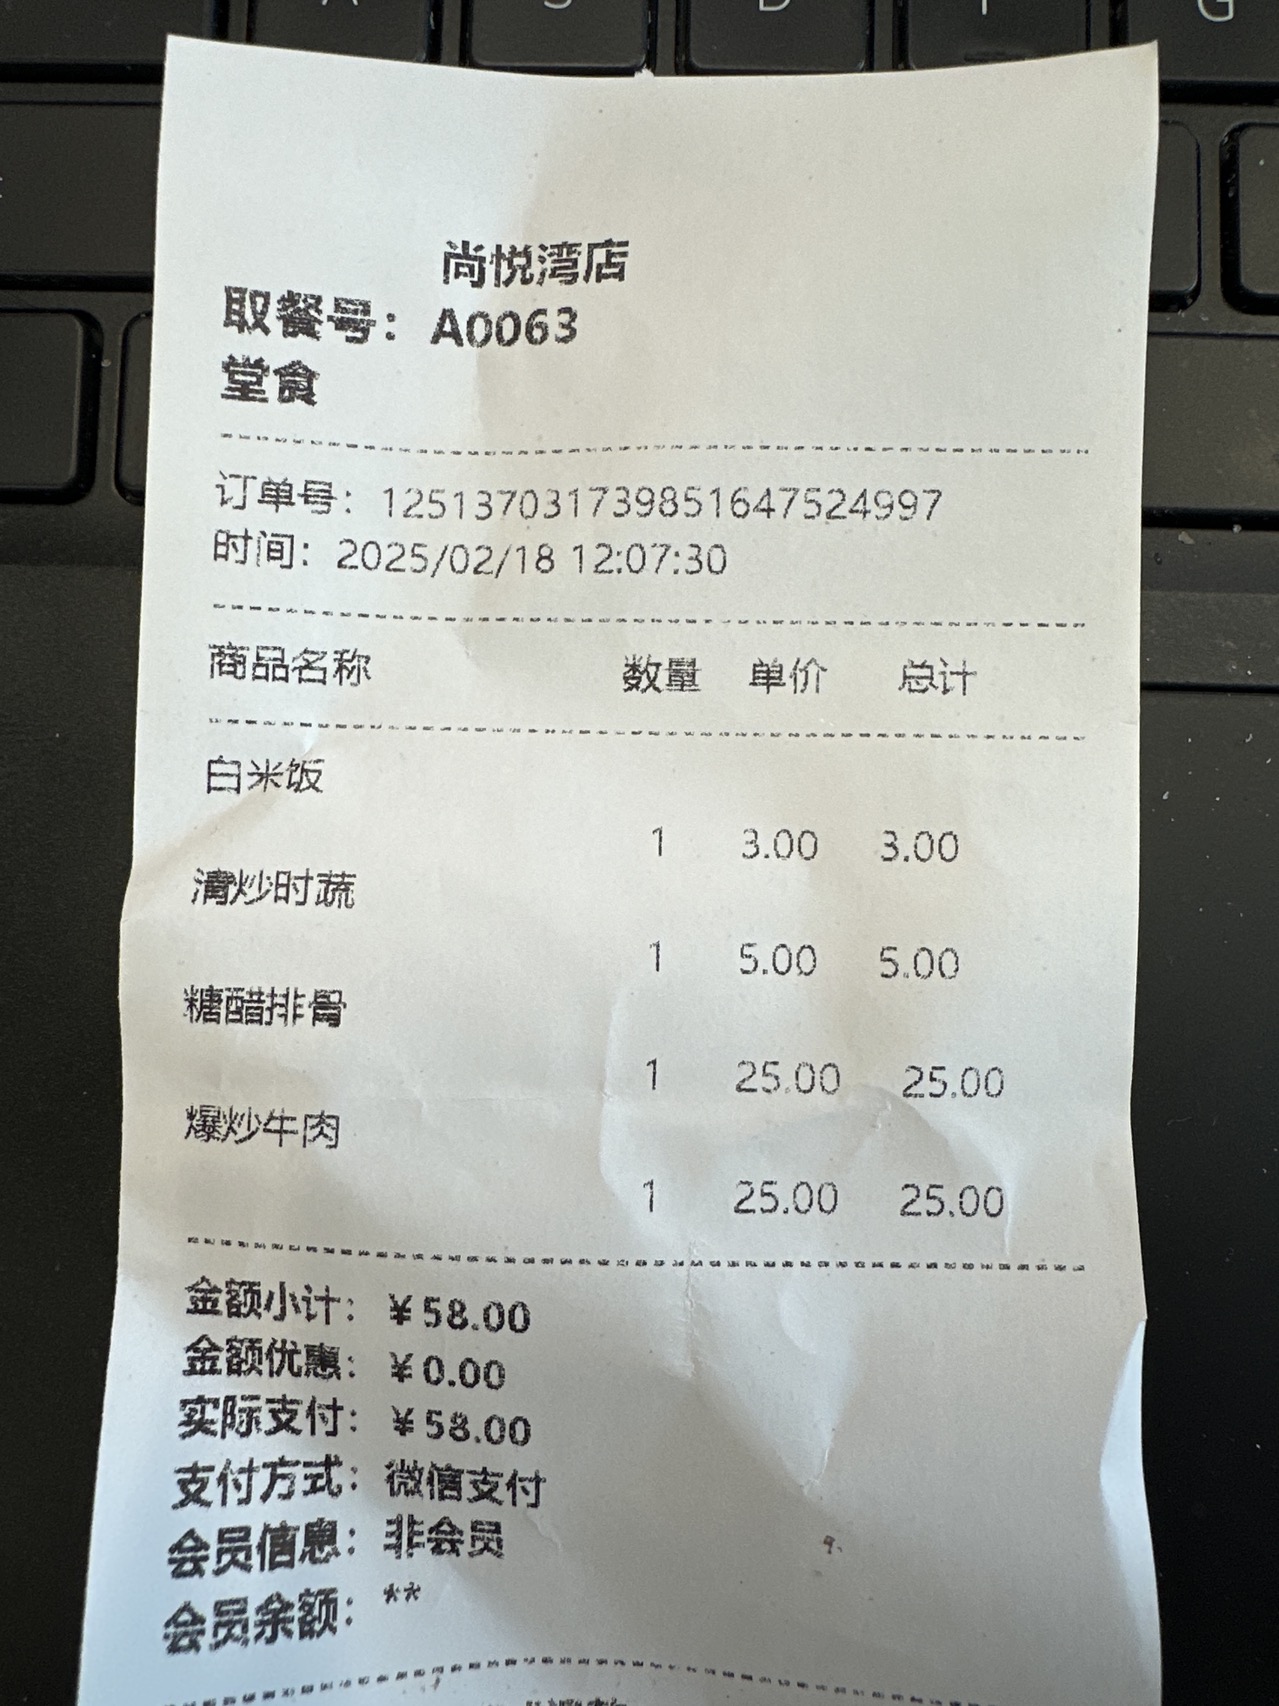 尚悦湾店
取餐号：A0063
堂食
订单号：1251370317398516475​24997
时间：2025/02/18 12:07:30
商品名称 数量 单价 总计
白米饭
1 3.00 3.00
清炒时蔬
1 5.00 5.00
糖醋排骨
1 25.00 25.00
爆炒牛肉
1 25.00 25.00
金额小计：¥58.00
金额优惠：¥0.00
实际支付：¥58.00
支付方式：微信支付
会员信息：非会员
会员余额：**